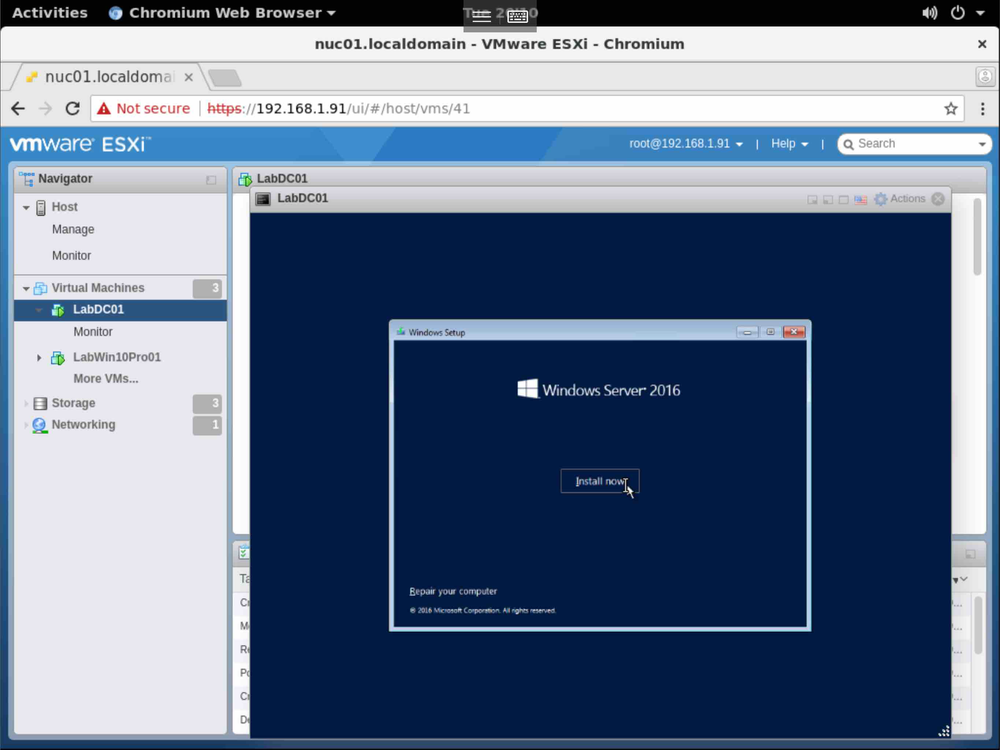 Activities Chromium Web Browser
nuc01.localdomain - VMware ESXi - Chromium
nuc01.localdomai
Not secure https://192.168.1.91/ui/#/host/vms/41
vmware ESXi™
root@192.168.1.91 | Help | Search
Navigator
Host
Manage
Monitor
Virtual Machines 3
LabDC01
Monitor
LabWin10Pro01
More VMs...
Storage 3
Networking 1
LabDC01
LabDC01 Actions
Windows Setup
Windows Server 2016
Install now
Repair your computer
© 2016 Microsoft Corporation. All rights reserved.